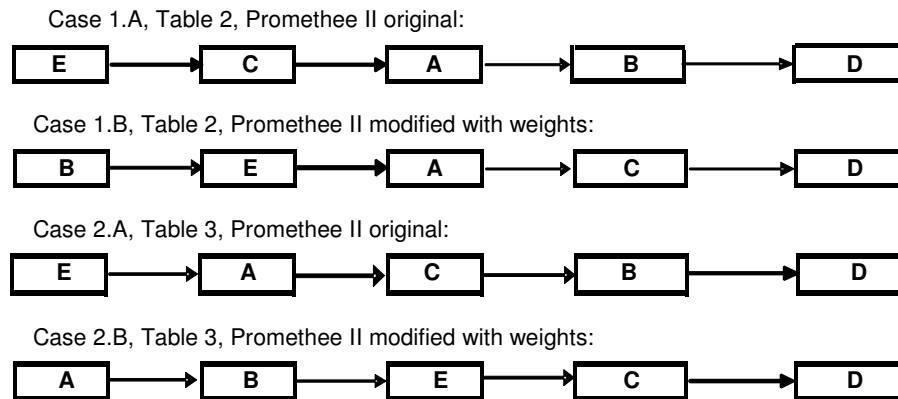 Case 1.A, Table 2, Promethee II original:
E C A B D
Case 1.B, Table 2, Promethee II modified with weights:
B E A C D
Case 2.A, Table 3, Promethee II original:
E A C B D
Case 2.B, Table 3, Promethee II modified with weights:
A B E C D